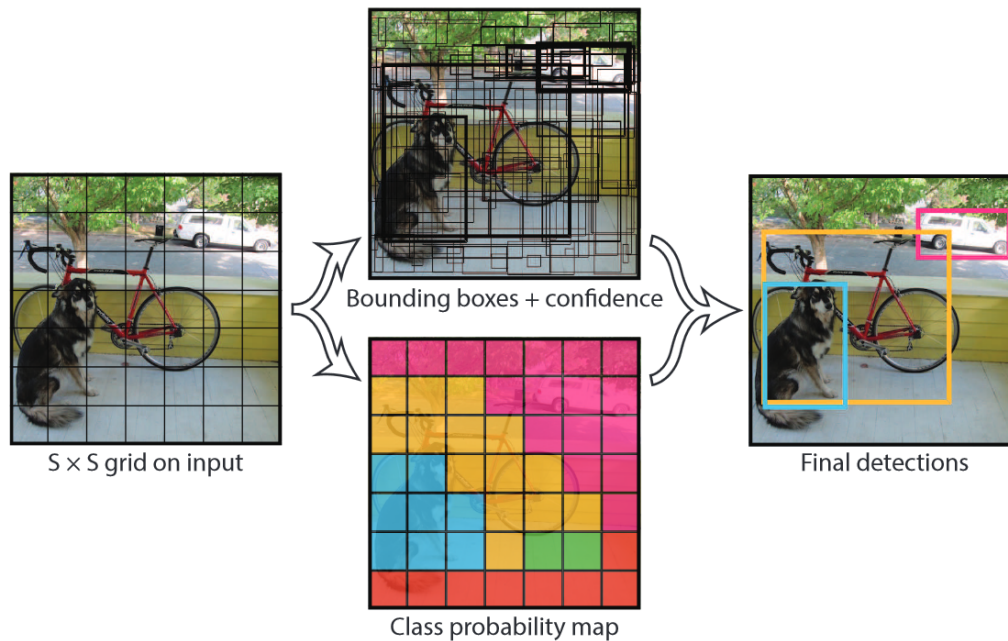 Bounding boxes + confidence
S × S grid on input
Final detections
Class probability map